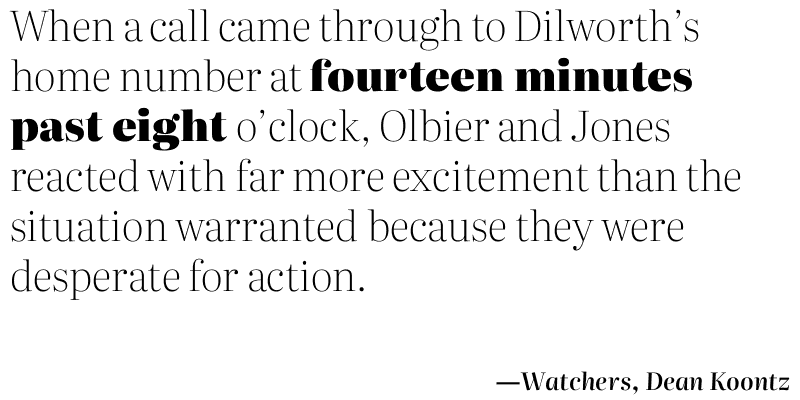 When a call came through to Dilworth’s
home number at fourteen minutes
past eight o’clock, Olbier and Jones
reacted with far more excitement than the
situation warranted because they were
desperate for action.
—Watchers, Dean Koontz